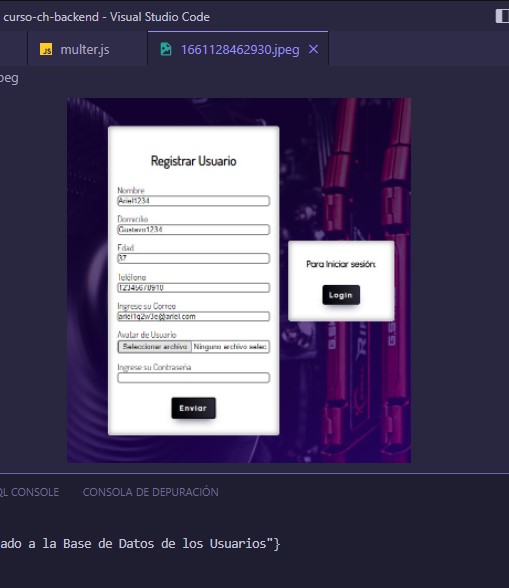 curso-ch-backend - Visual Studio Code
JS multer.js
1661128462930.jpeg
peg
Registrar Usuario
Nombre
Ariel1234
Domicilio
Gustavo1234
Edad
37
Teléfono
12345678910
Ingrese su Correo
ariel1q2w3e@ariel.com
Avatar de Usuario
Seleccionar archivo Ninguno archivo selec.
Ingrese su Contraseña
Enviar
Para Iniciar sesión:
Login
G.S
RIP
QL CONSOLE CONSOLA DE DEPURACIÓN
ado a la Base de Datos de los Usuarios"}